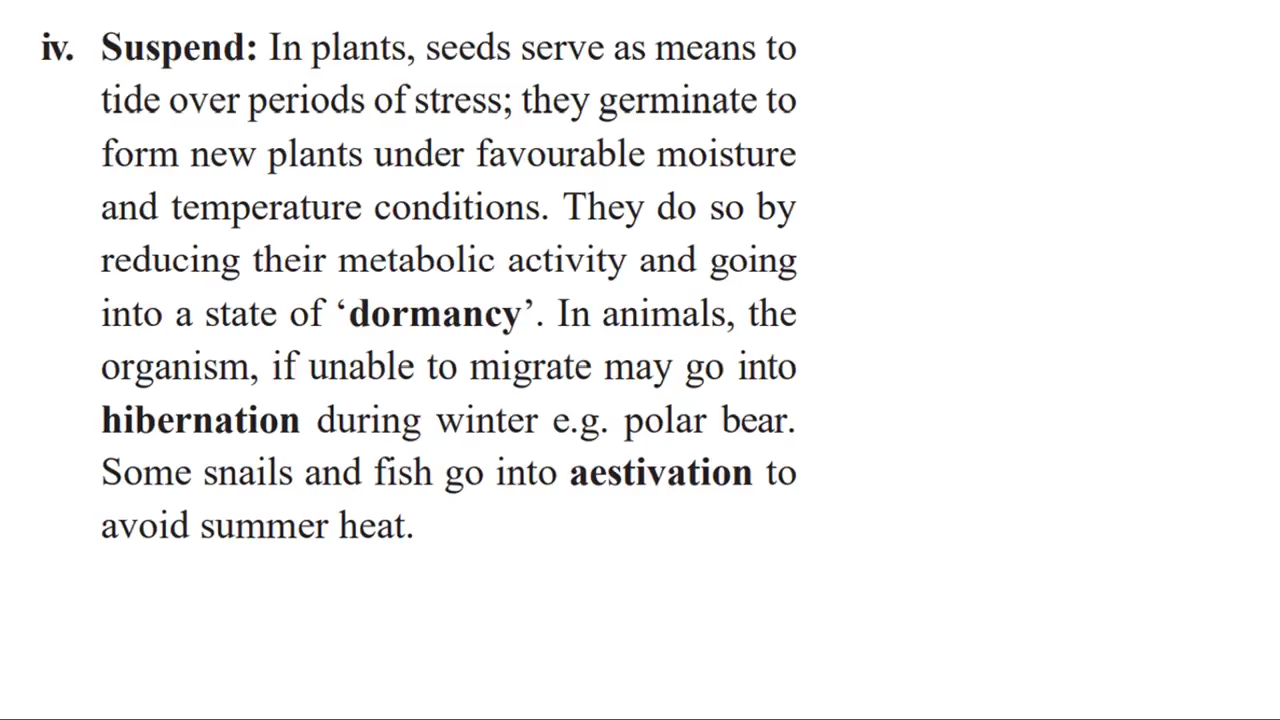 iv. Suspend: In plants, seeds serve as means to
tide over periods of stress; they germinate to
form new plants under favourable moisture
and temperature conditions. They do so by
reducing their metabolic activity and going
into a state of ‘dormancy’. In animals, the
organism, if unable to migrate may go into
hibernation during winter e.g. polar bear.
Some snails and fish go into aestivation to
avoid summer heat.